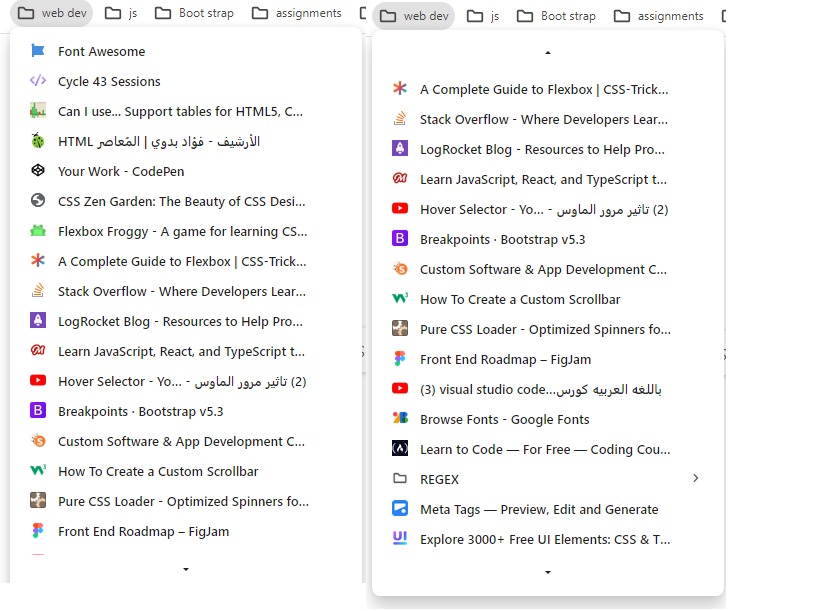 web dev js Boot strap assignments
Font Awesome
Cycle 43 Sessions
Can I use... Support tables for HTML5, C...
HTML الأرشيف - فؤاد بدوي | المًعاصر
Your Work - CodePen
CSS Zen Garden: The Beauty of CSS Desi...
Flexbox Froggy - A game for learning CS...
A Complete Guide to Flexbox | CSS-Trick...
Stack Overflow - Where Developers Lear...
LogRocket Blog - Resources to Help Pro...
Learn JavaScript, React, and TypeScript t...
Hover Selector - Yo... - تاثير مرور الماوس (2)
Breakpoints · Bootstrap v5.3
Custom Software & App Development C...
How To Create a Custom Scrollbar
Pure CSS Loader - Optimized Spinners fo...
Front End Roadmap – FigJam
web dev js Boot strap assignments
A Complete Guide to Flexbox | CSS-Trick...
Stack Overflow - Where Developers Lear...
LogRocket Blog - Resources to Help Pro...
Learn JavaScript, React, and TypeScript t...
Hover Selector - Yo... - تاثير مرور الماوس (2)
Breakpoints · Bootstrap v5.3
Custom Software & App Development C...
How To Create a Custom Scrollbar
Pure CSS Loader - Optimized Spinners fo...
Front End Roadmap – FigJam
(3) visual studio code...باللغه العربيه كورس
Browse Fonts - Google Fonts
Learn to Code — For Free — Coding Cou...
REGEX
Meta Tags — Preview, Edit and Generate
Explore 3000+ Free UI Elements: CSS & T...